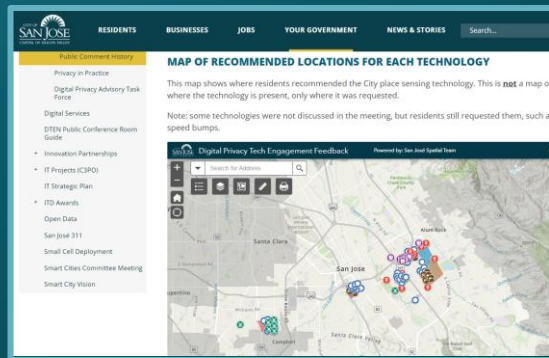 CITY OF
SAN JOSE
CAPITAL OF SILICON VALLEY
RESIDENTS
BUSINESSES
JOBS
YOUR GOVERNMENT
NEWS & STORIES
Search...
Public Comment History
Privacy in Practice
Digital Privacy Advisory Task
Force
Digital Services
DTEN Public Conference Room
Guide
+ Innovation Partnerships
+ IT Projects (C3PO)
IT Strategic Plan
+ ITD Awards
Open Data
San José 311
Small Cell Deployment
Smart Cities Committee Meeting
Smart City Vision
MAP OF RECOMMENDED LOCATIONS FOR EACH TECHNOLOGY
This map shows where residents recommended the City place sensing technology. This is not a map o
where the technology is present, only where it was requested.
Note: some technologies were not discussed in the meeting, but residents still requested them, such a
speed bumps.
SAN JOSE
Digital Privacy Tech Engagement Feedback
Powered by: San José Spatial Team
Search for Address
Santa Clara
San Jose
Alum Rock
upertino
Campbell